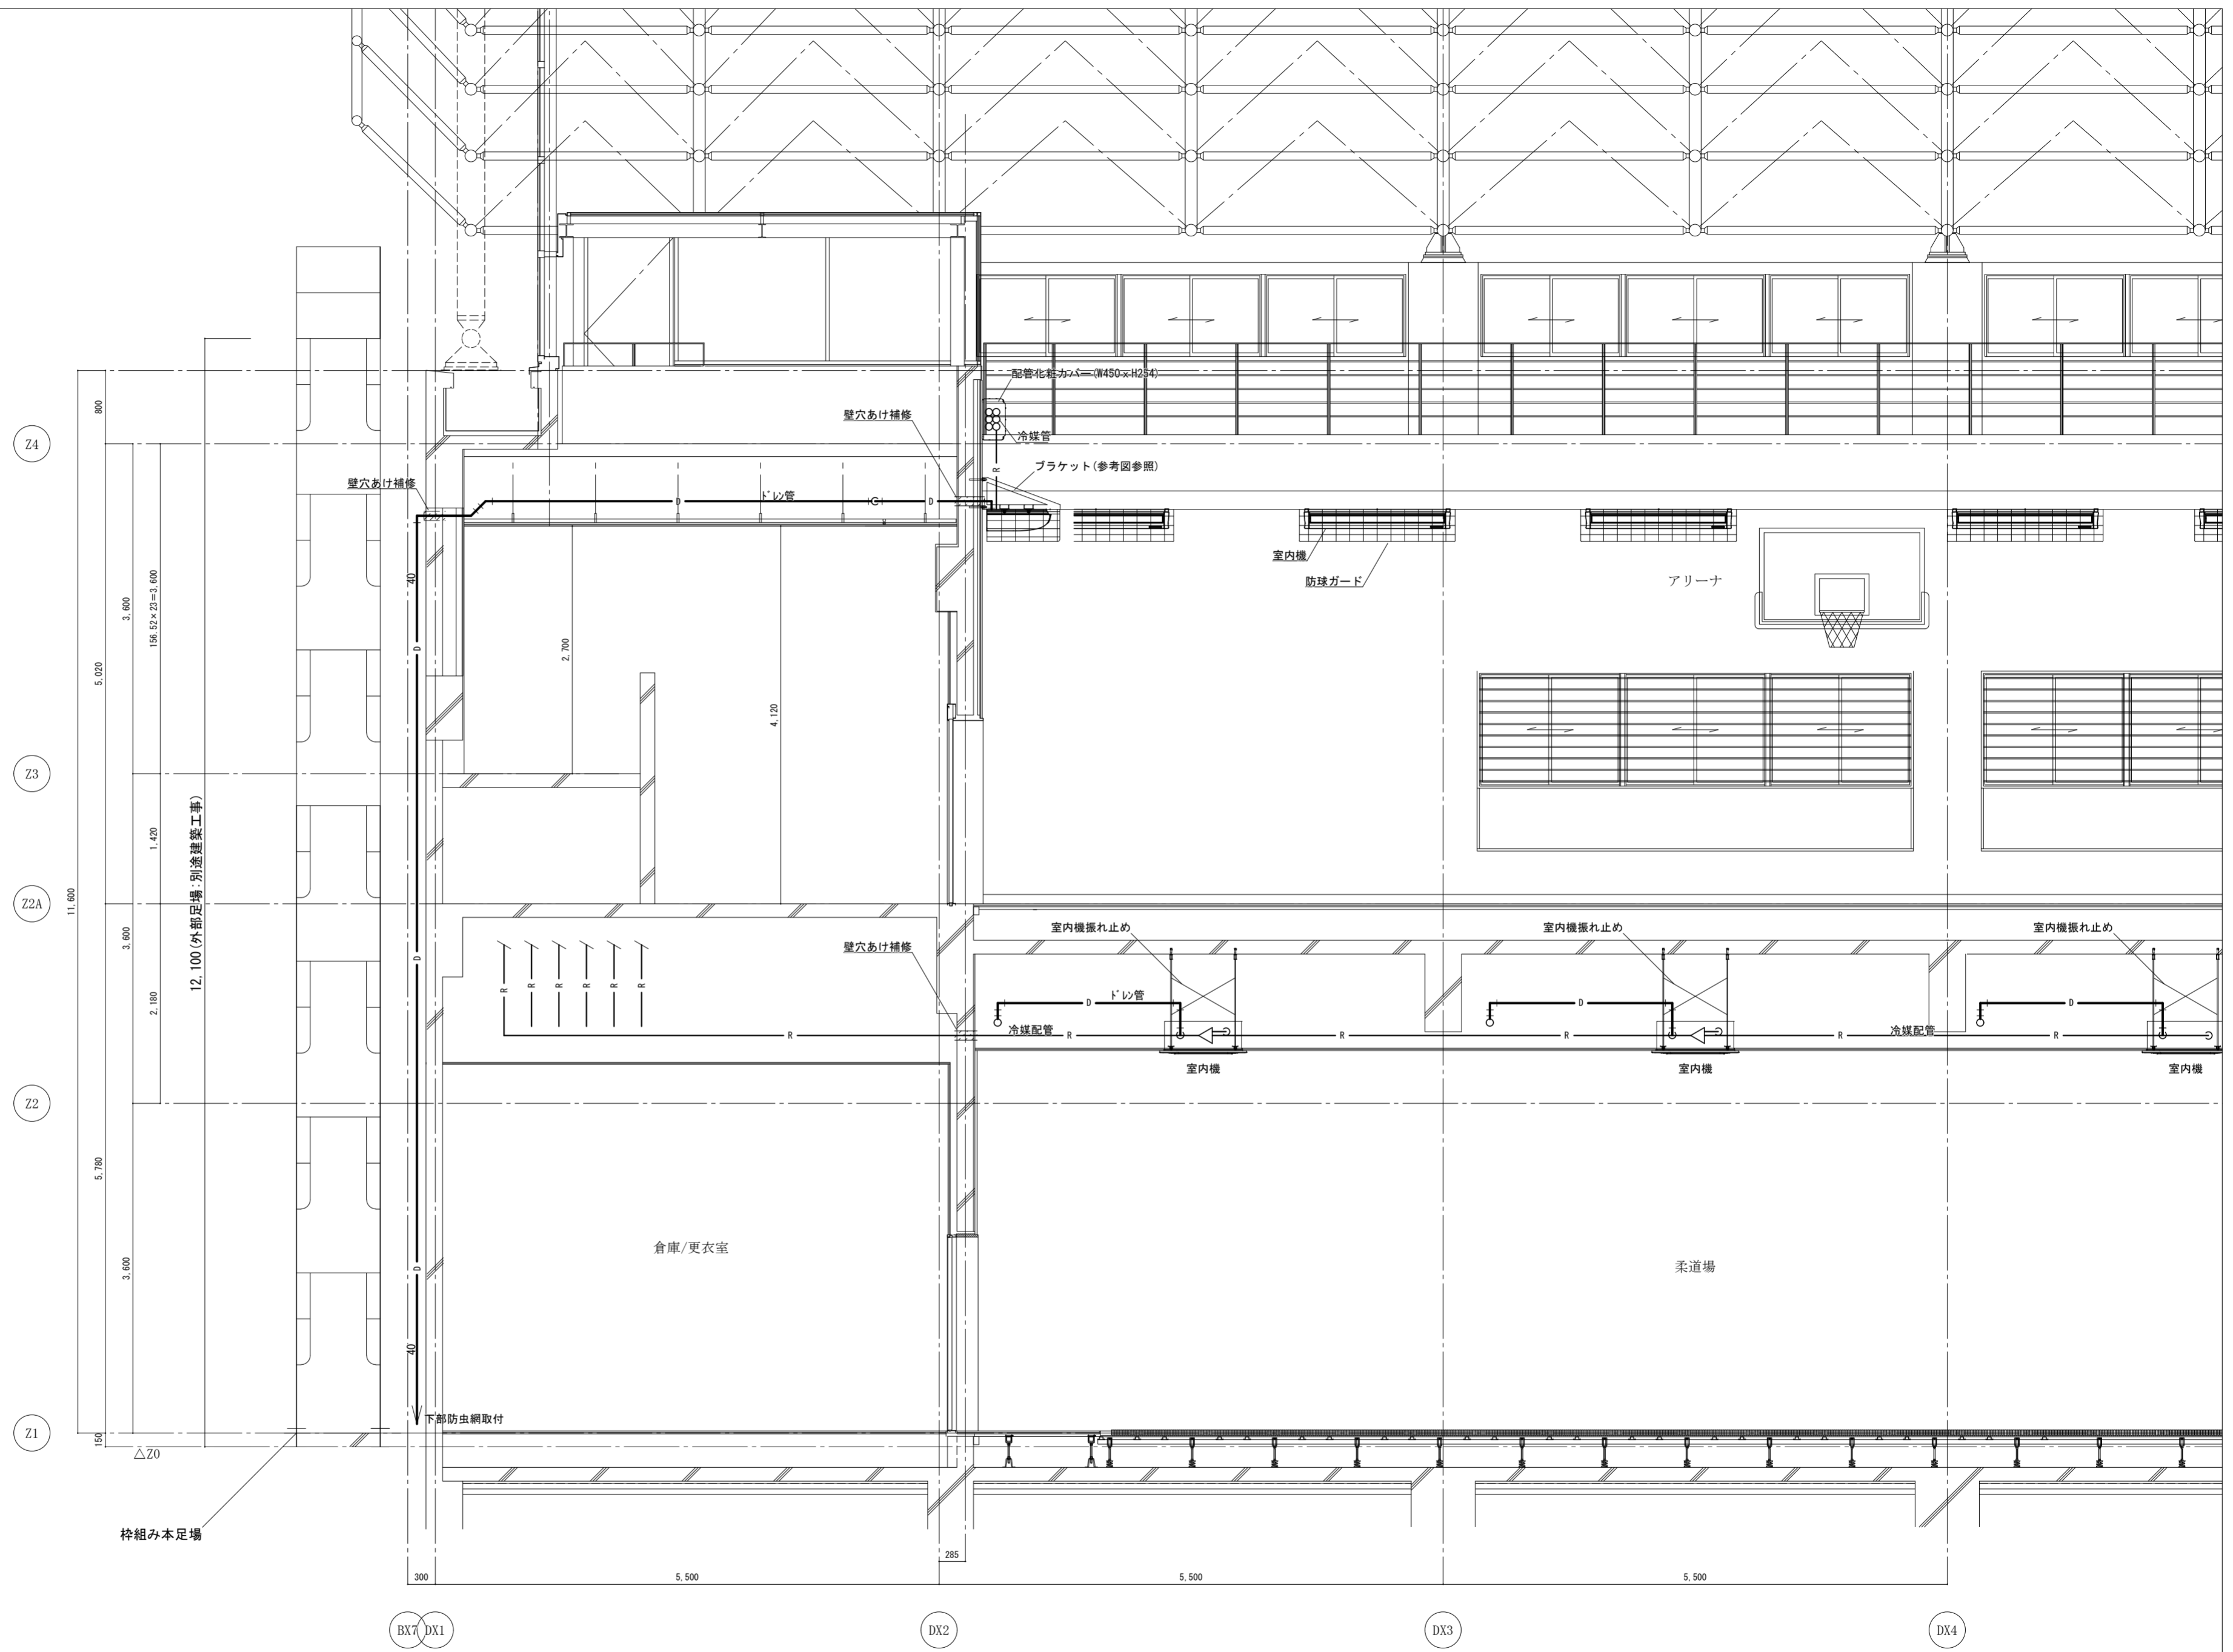 配管化粧カバー(W450×H264)
壁穴あけ補修
冷媒管
ブラケット(参考図参照)
R
800
Z4
壁穴あけ補修
D
ドレン管
D
室内機
防球ガード
アリーナ
40
3,600
156.52×23=3,600
5,020
D
2,700
4,120
Z3
12,100(外部足場:別途建築工事)
1,420
11,600
Z2A
3,600
室内機振れ止め
室内機振れ止め
室内機振れ止め
壁穴あけ補修
D
R
R
R
R
R
R
2,180
D
ドレン管
D
D
R
冷媒配管
R
R
R
R
冷媒配管
R
室内機
室内機
室内機
Z2
5,780
3,600
D
倉庫/更衣室
柔道場
40
下部防虫網取付
Z1
150
△Z0
枠組み本足場
285
300
5,500
5,500
5,500
BX7
DX1
DX2
DX3
DX4